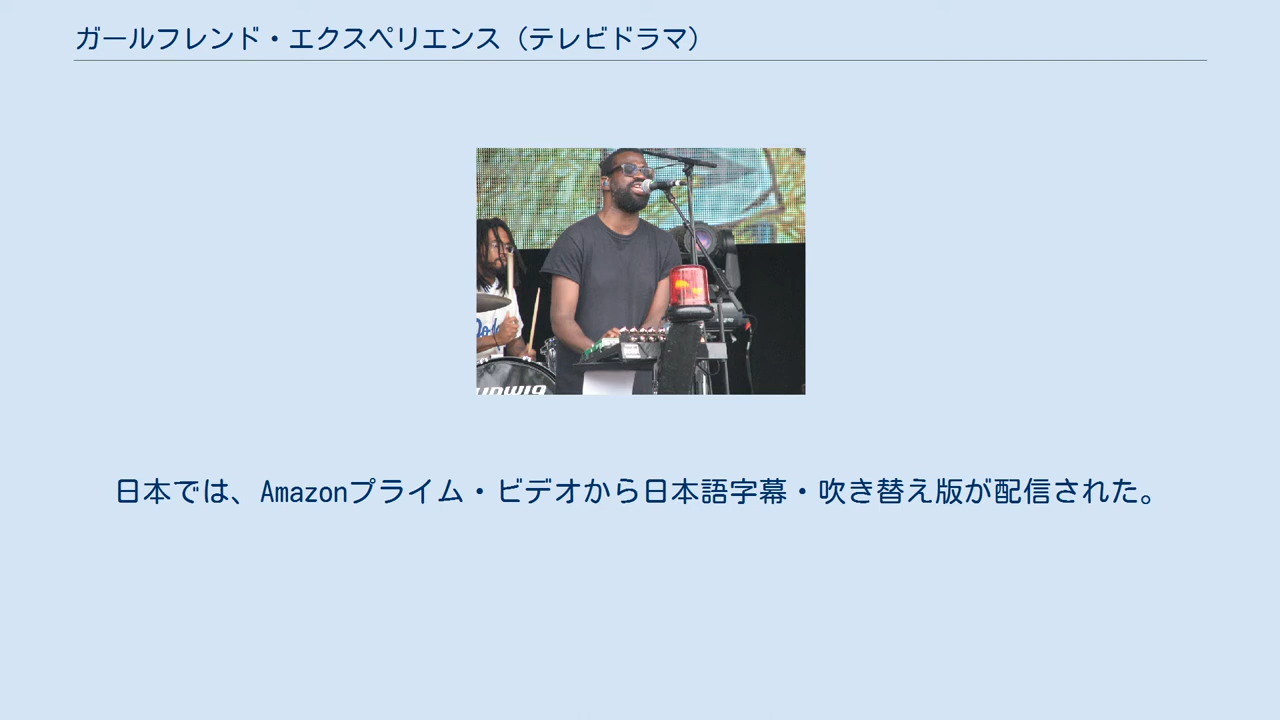 ガールフレンド・エクスペリエンス（テレビドラマ）
日本では、Amazonプライム・ビデオから日本語字幕・吹き替え版が配信された。